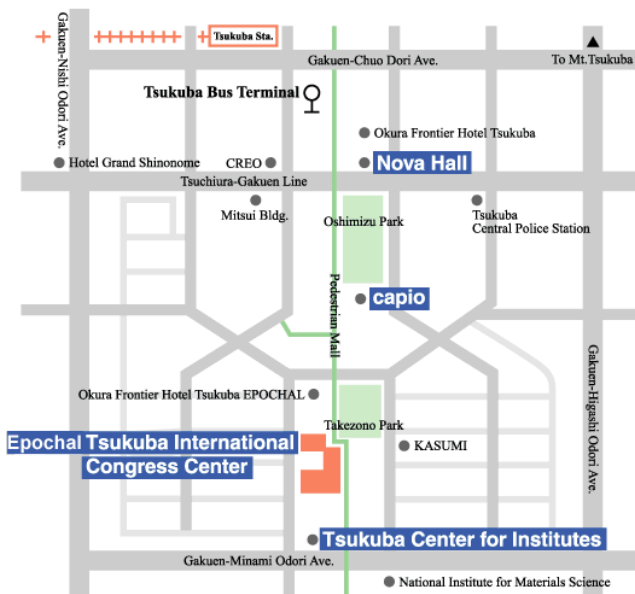 Tsukuba Sta.
Gakuen-Nishi Odori Ave.
Gakuen-Chuo Dori Ave.
To Mt.Tsukuba
Tsukuba Bus Terminal
Okura Frontier Hotel Tsukuba
Hotel Grand Shinonome
CREO
Nova Hall
Tsuchiura-Gakuen Line
Mitsui Bldg.
Oshimizu Park
Tsukuba
Central Police Station
Pedestrian Mall
capio
Gakuen-Higashi Odori Ave.
Okura Frontier Hotel Tsukuba EPOCHAL
Takezono Park
Epochal Tsukuba International
Congress Center
KASUMI
Tsukuba Center for Institutes
Gakuen-Minami Odori Ave.
National Institute for Materials Science